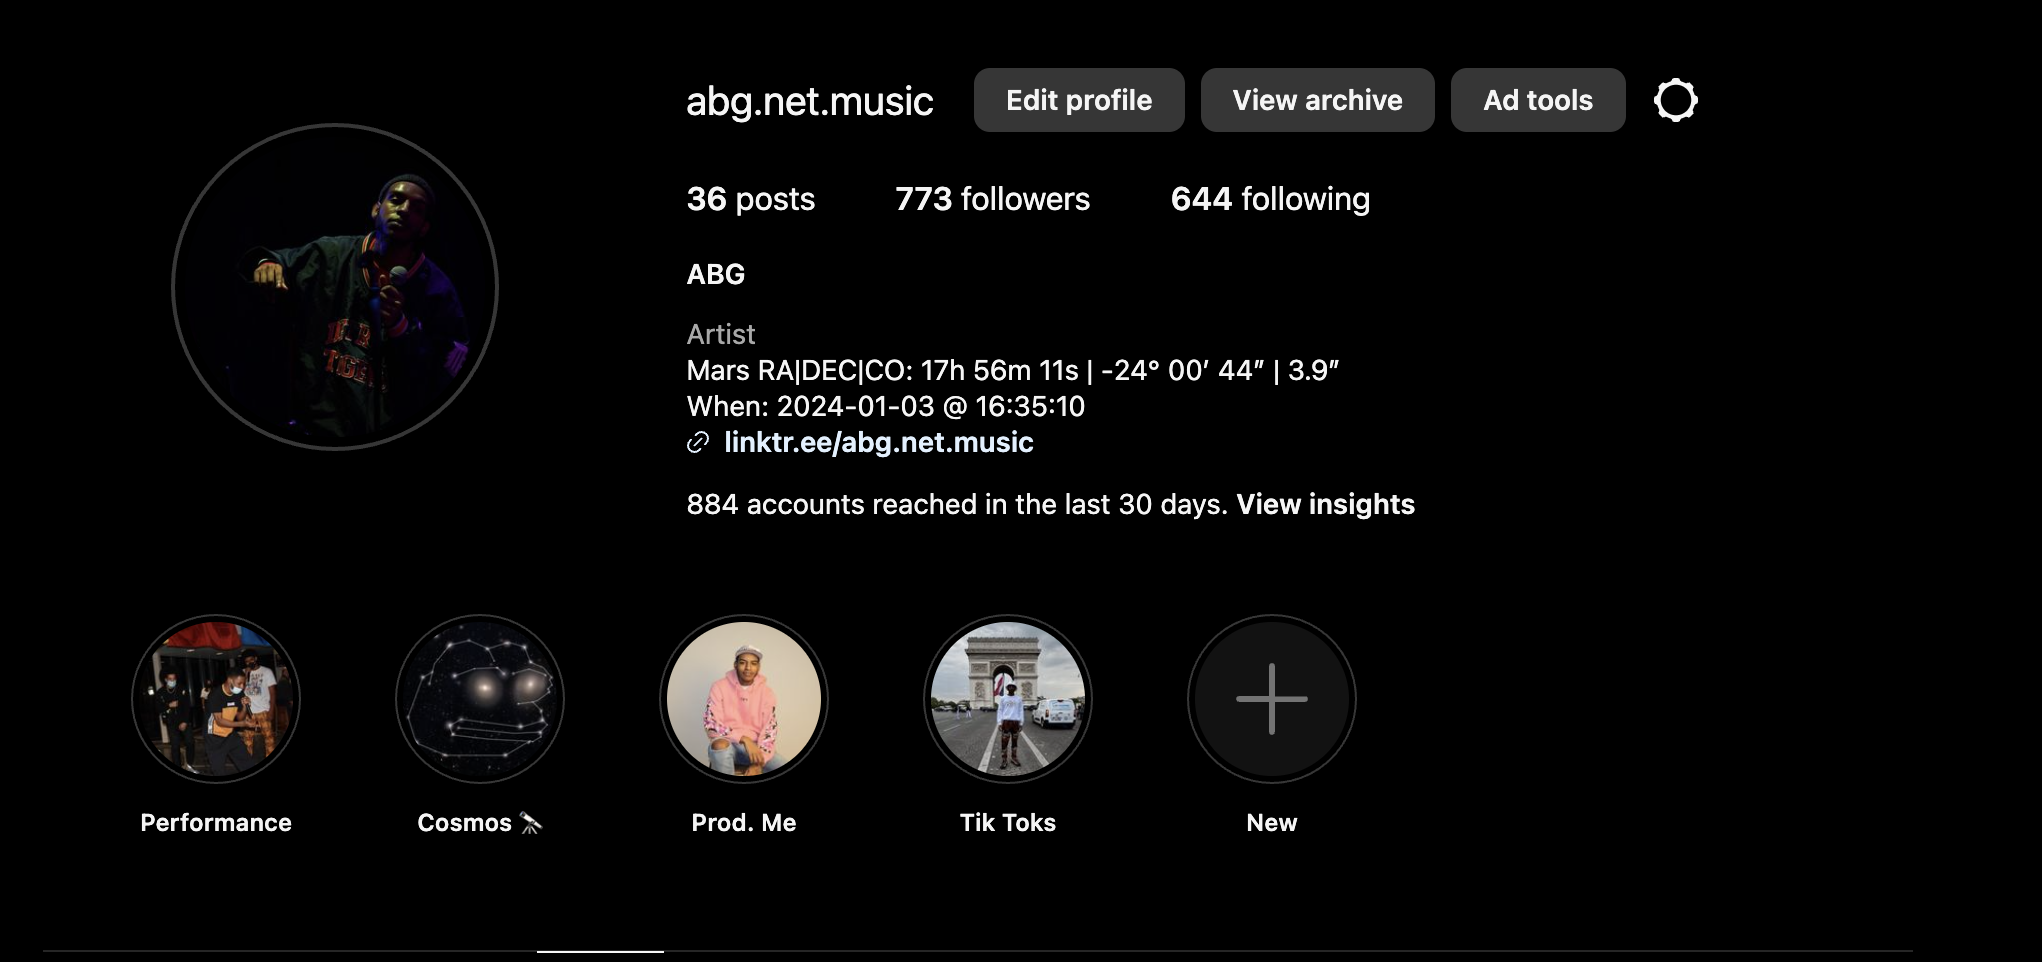 abg.net.music Edit profile View archive Ad tools
36 posts 773 followers 644 following
ABG
Artist
Mars RA|DEC|CO: 17h 56m 11s | -24° 00′ 44″ | 3.9″
When: 2024-01-03 @ 16:35:10
linktr.ee/abg.net.music
884 accounts reached in the last 30 days. View insights
Performance Cosmos 🔭 Prod. Me Tik Toks New